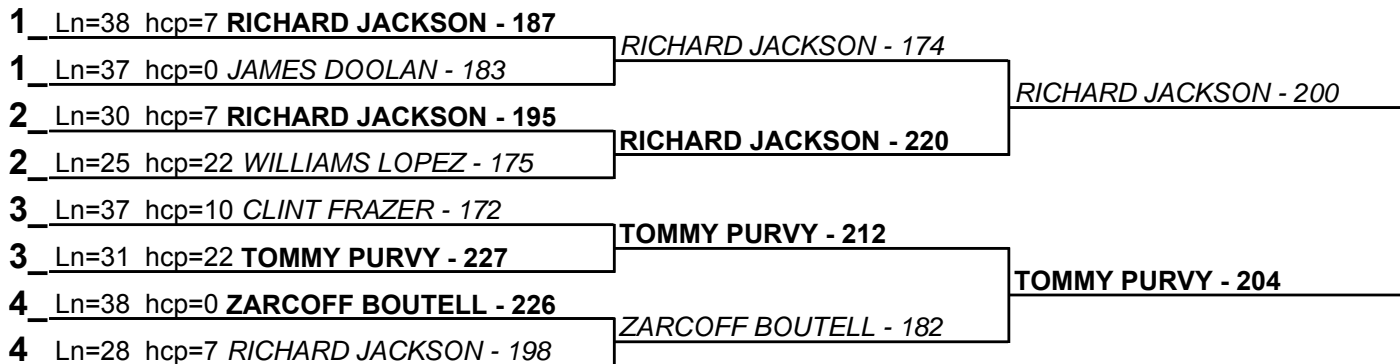 1_ Ln=38 hcp=7 RICHARD JACKSON - 187
RICHARD JACKSON - 174
1_ Ln=37 hcp=0 JAMES DOOLAN - 183
RICHARD JACKSON - 200
2_ Ln=30 hcp=7 RICHARD JACKSON - 195
RICHARD JACKSON - 220
2_ Ln=25 hcp=22 WILLIAMS LOPEZ - 175
3_ Ln=37 hcp=10 CLINT FRAZER - 172
TOMMY PURVY - 212
3_ Ln=31 hcp=22 TOMMY PURVY - 227
TOMMY PURVY - 204
4_ Ln=38 hcp=0 ZARCOFF BOUTELL - 226
ZARCOFF BOUTELL - 182
4 Ln=28 hcp=7 RICHARD JACKSON - 198